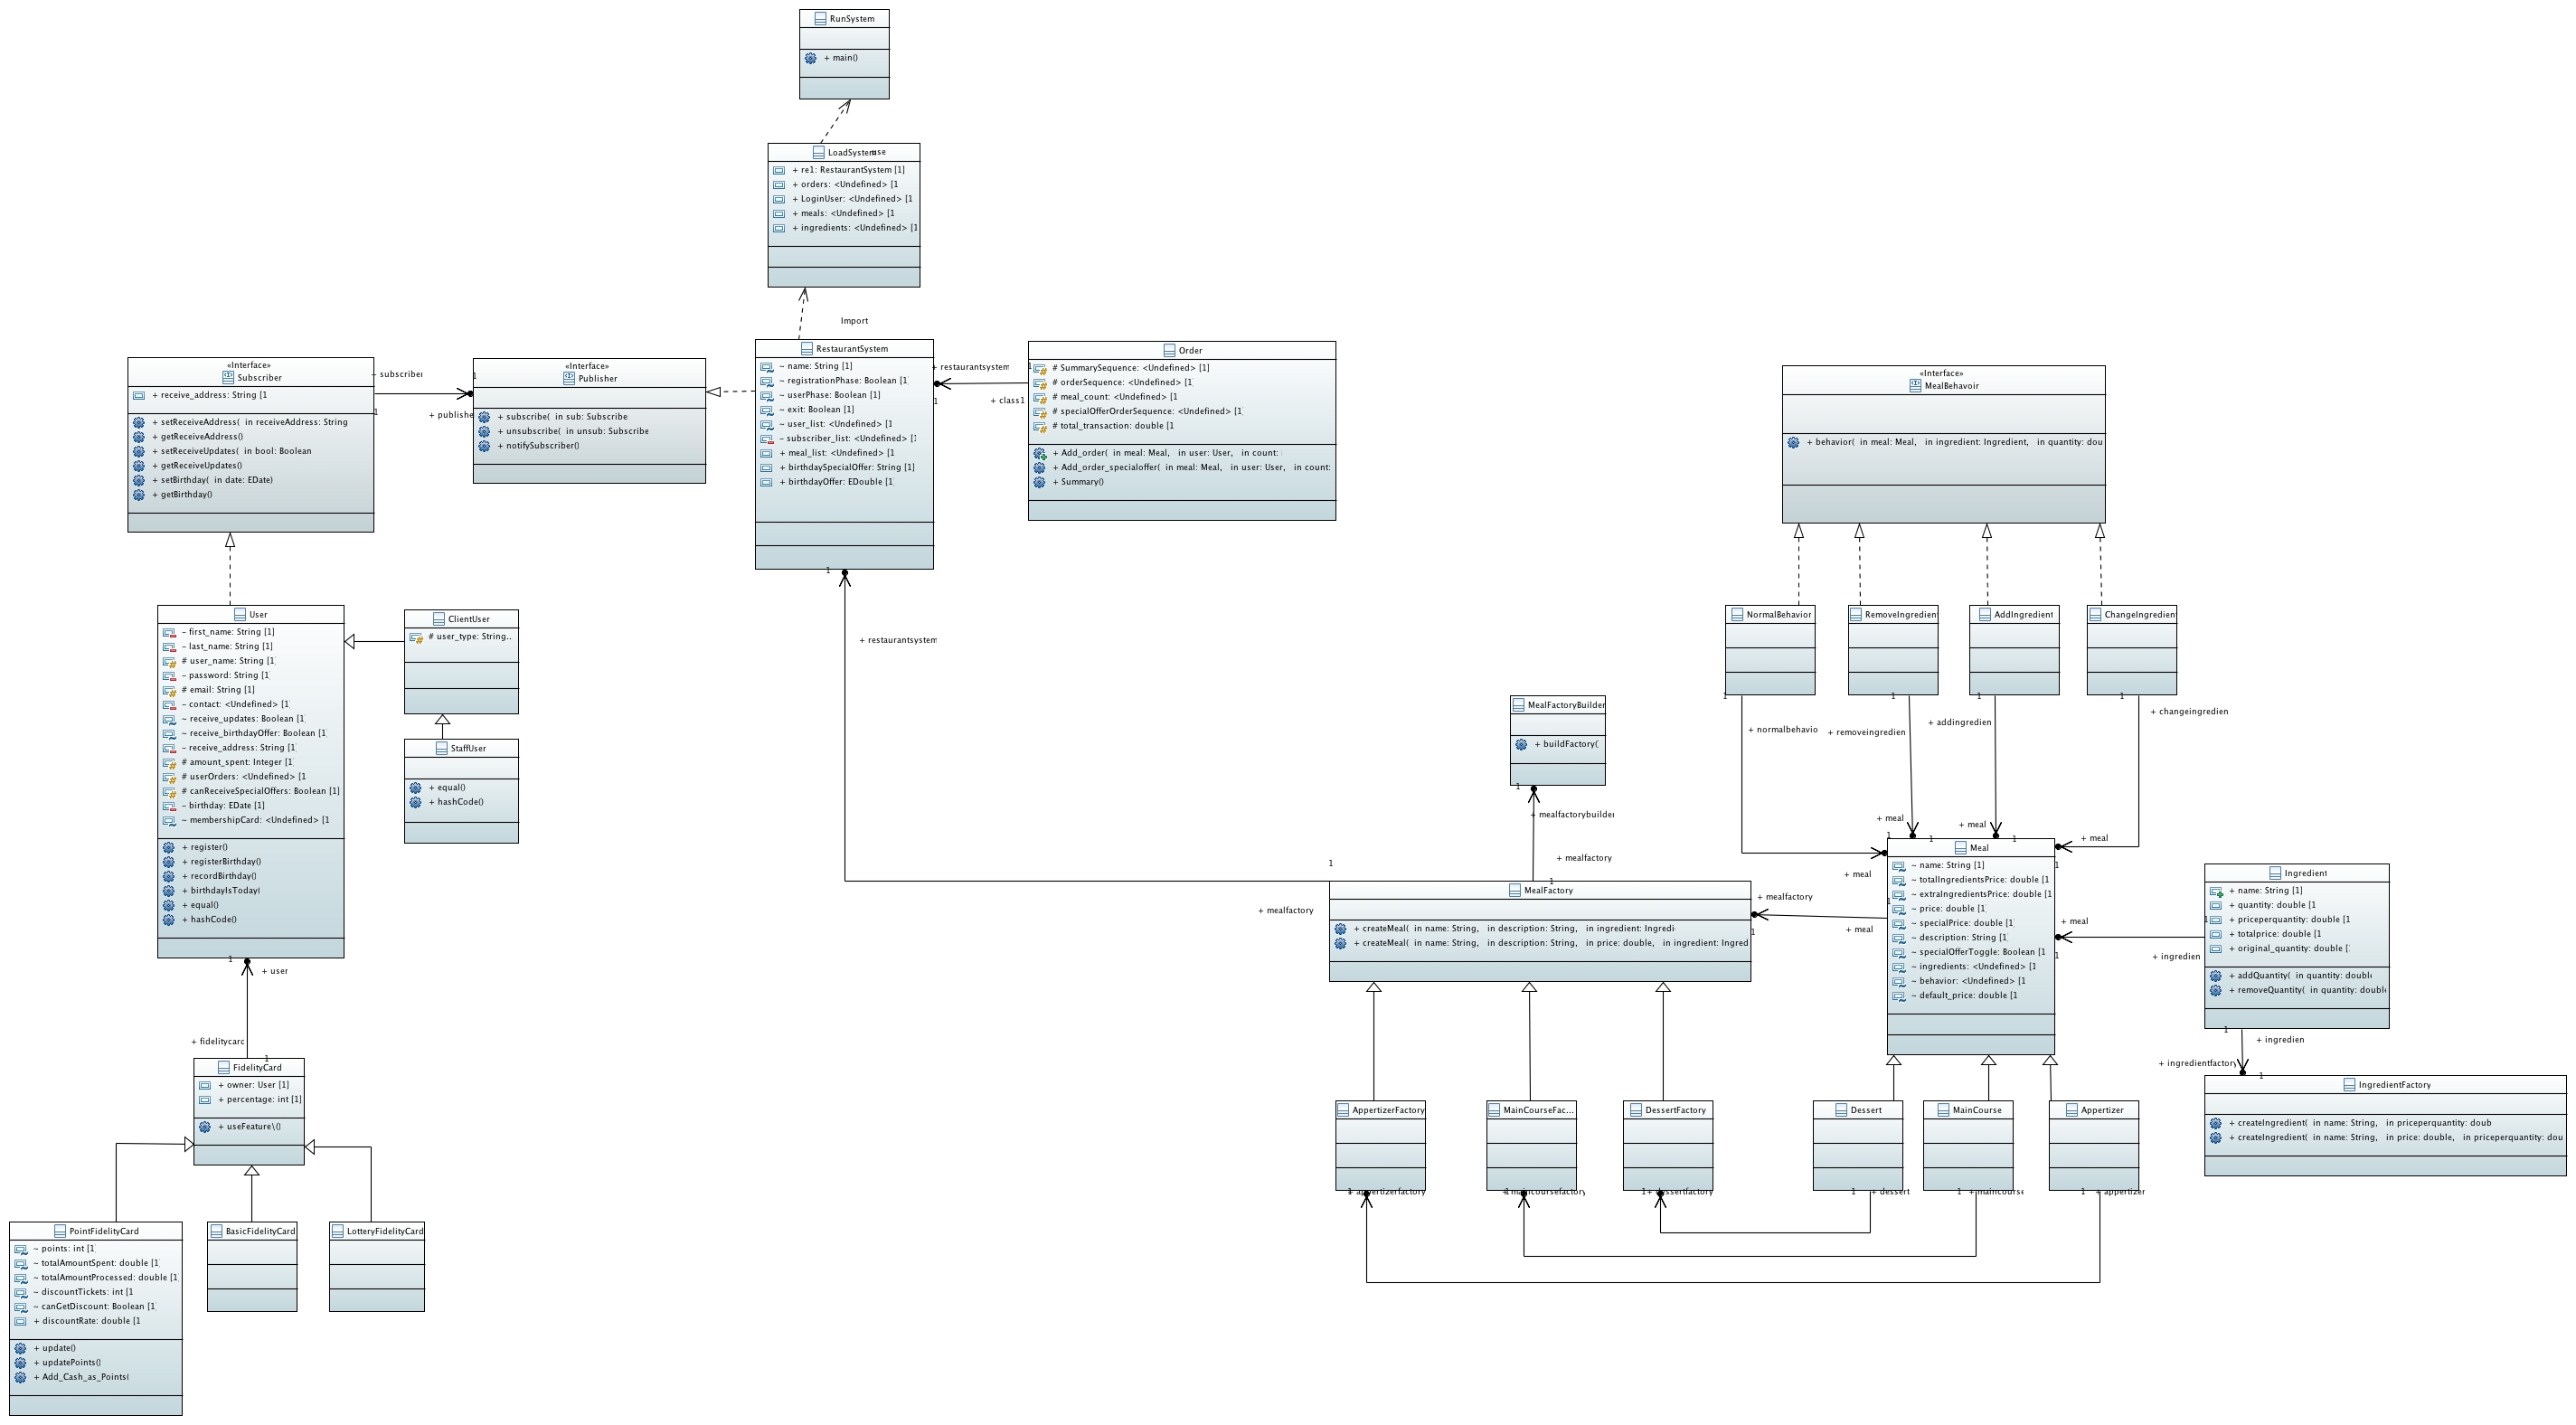 RunSystem
+ main()
LoadSystem
use
+ re1: RestaurantSystem [1]
+ orders: <Undefined> [1
+ LoginUser: <Undefined> [1
+ meals: <Undefined> [1
+ ingredients: <Undefined> [1
Import
«Interface»
Subscriber
+ receive_address: String [1
+ setReceiveAddress( in receiveAddress: String
+ getReceiveAddress()
+ setReceiveUpdates( in bool: Boolean
+ getReceiveUpdates()
+ setBirthday( in date: EDate)
+ getBirthday()
+ subscriber
1
1
+ publishe
«Interface»
Publisher
+ subscribe( in sub: Subscribe
+ unsubscribe( in unsub: Subscribe
+ notifySubscriber()
RestaurantSystem
~ name: String [1]
~ registrationPhase: Boolean [1]
~ userPhase: Boolean [1]
~ exit: Boolean [1]
~ user_list: <Undefined> [1
- subscriber_list: <Undefined> [1
+ meal_list: <Undefined> [1
+ birthdaySpecialOffer: String [1]
+ birthdayOffer: EDouble [1]
+ restaurantsystem
1
1
+ class1
Order
# SummarySequence: <Undefined> [1]
# orderSequence: <Undefined> [1]
# meal_count: <Undefined> [1
# specialOfferOrderSequence: <Undefined> [1]
# total_transaction: double [1
+ Add_order( in meal: Meal, in user: User, in count:
+ Add_order_specialoffer( in meal: Meal, in user: User, in count:
+ Summary()
«Interface»
MealBehavoir
+ behavior( in meal: Meal, in ingredient: Ingredient, in quantity: dou
User
- first_name: String [1]
- last_name: String [1]
# user_name: String [1]
- password: String [1]
# email: String [1]
- contact: <Undefined> [1]
~ receive_updates: Boolean [1]
~ receive_birthdayOffer: Boolean [1]
- receive_address: String [1]
# amount_spent: Integer [1]
# userOrders: <Undefined> [1
# canReceiveSpecialOffers: Boolean [1]
- birthday: EDate [1]
~ membershipCard: <Undefined> [1
+ register()
+ registerBirthday()
+ recordBirthday()
+ birthdayIsToday(
+ equal()
+ hashCode()
ClientUser
# user_type: String..
StaffUser
+ equal()
+ hashCode()
1
+ user
+ fidelitycard
1
FidelityCard
+ owner: User [1]
+ percentage: int [1]
+ useFeature\()
PointFidelityCard
~ points: int [1]
~ totalAmountSpent: double [1]
~ totalAmountProcessed: double [1]
~ discountTickets: int [1
~ canGetDiscount: Boolean [1]
+ discountRate: double [1
+ update()
+ updatePoints()
+ Add_Cash_as_Points(
BasicFidelityCard
LotteryFidelityCard
1
+ restaurantsystem
1
+ mealfactory
NormalBehavior
RemoveIngredient
AddIngredient
ChangeIngredient
1
1
1
1
+ normalbehavio
+ removeingredien
+ addingredien
+ changeingredien
+ meal
+ meal
+ meal
+ meal
1
1
1
1
MealFactoryBuilder
+ buildFactory(
1
+ mealfactorybuilder
+ mealfactory
1
MealFactory
+ createMeal( in name: String, in description: String, in ingredient: Ingredi
+ createMeal( in name: String, in description: String, in price: double, in ingredient: Ingred
+ mealfactory
1
1
+ meal
Meal
~ name: String [1]
~ totalIngredientsPrice: double [1
~ extraIngredientsPrice: double [1
~ price: double [1]
~ specialPrice: double [1]
~ description: String [1]
~ specialOfferToggle: Boolean [1
~ ingredients: <Undefined> [1
~ behavior: <Undefined> [1
~ default_price: double [1
+ meal
1
1
+ ingredien
Ingredient
+ name: String [1]
+ quantity: double [1
+ priceperquantity: double [1
+ totalprice: double [1
+ original_quantity: double [
+ addQuantity( in quantity: double
+ removeQuantity( in quantity: double
1
+ ingredien
+ ingredientfactory
1
IngredientFactory
+ createIngredient( in name: String, in priceperquantity: doub
+ createIngredient( in name: String, in price: double, in priceperquantity: dou
AppertizerFactory
MainCourseFac...
DessertFactory
Dessert
MainCourse
Appertizer
1
+ appertizerfactory
1
+ maincoursefactory
1
+ dessertfactory
1
+ dessert
1
+ maincourse
1
+ appertizer